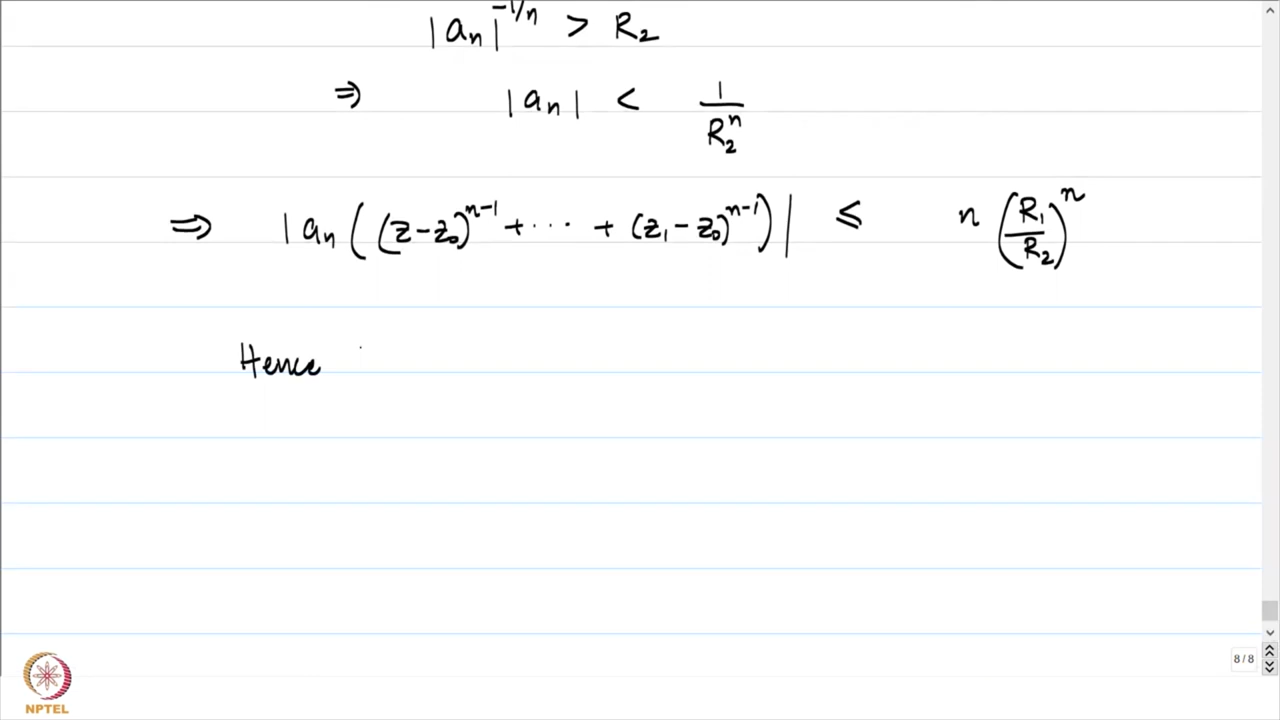 |aₙ|^{-1/n} > R₂
⇒ |aₙ| < 1/R₂ⁿ
⇒ |aₙ((z-z₀)^{n-1} + ⋯ + (z₁-z₀)^{n-1})| ≤ n(R₁/R₂)ⁿ
Hence
8/8
NPTEL